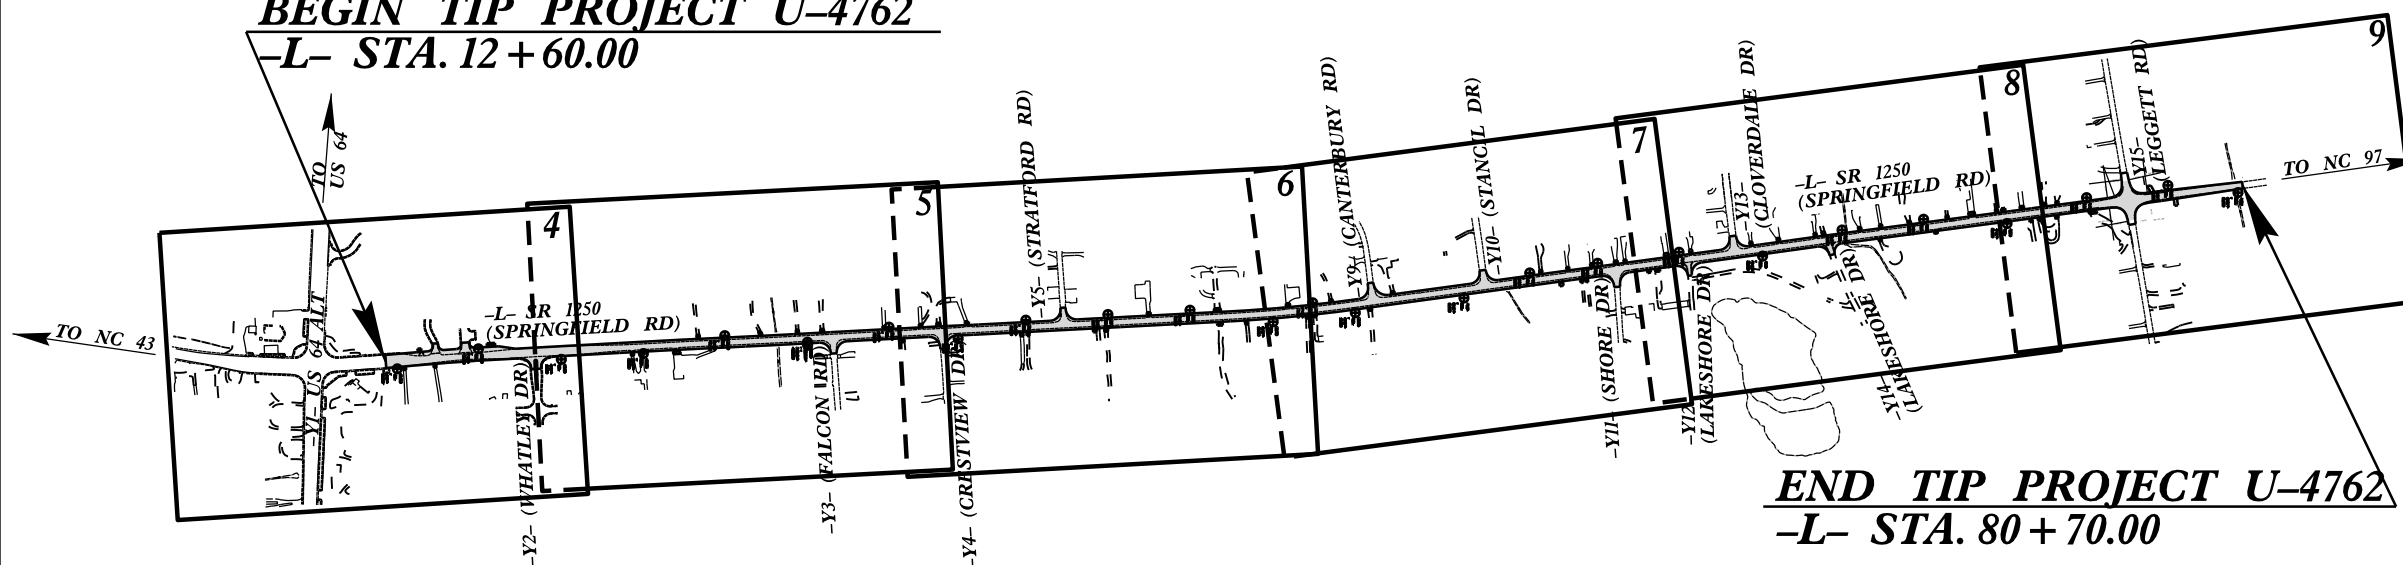 BEGIN TIP PROJECT U–4762
–L– STA. 12+60.00
TO
US 64
TO NC 43
–Y1– US 64 ALT
–L– SR 1250
(SPRINGFIELD RD)
4
–Y2– (WHATLEY DR)
–Y3– (FALCON RD)
5
–Y4– (CRESTVIEW DR)
–Y5– (STRATFORD RD)
6
–Y9– (CANTERBURY RD)
–Y10– (STANCIL DR)
7
–Y11– (SHORE DR)
–Y12–
(LAKESHORE DR)
–Y13–
(CLOVERDALE DR)
–L– SR 1250
(SPRINGFIELD RD)
–Y14–
(LAKESHORE DR)
8
–Y15–
(LEGGETT RD)
9
TO NC 97
END TIP PROJECT U–4762
–L– STA. 80+70.00